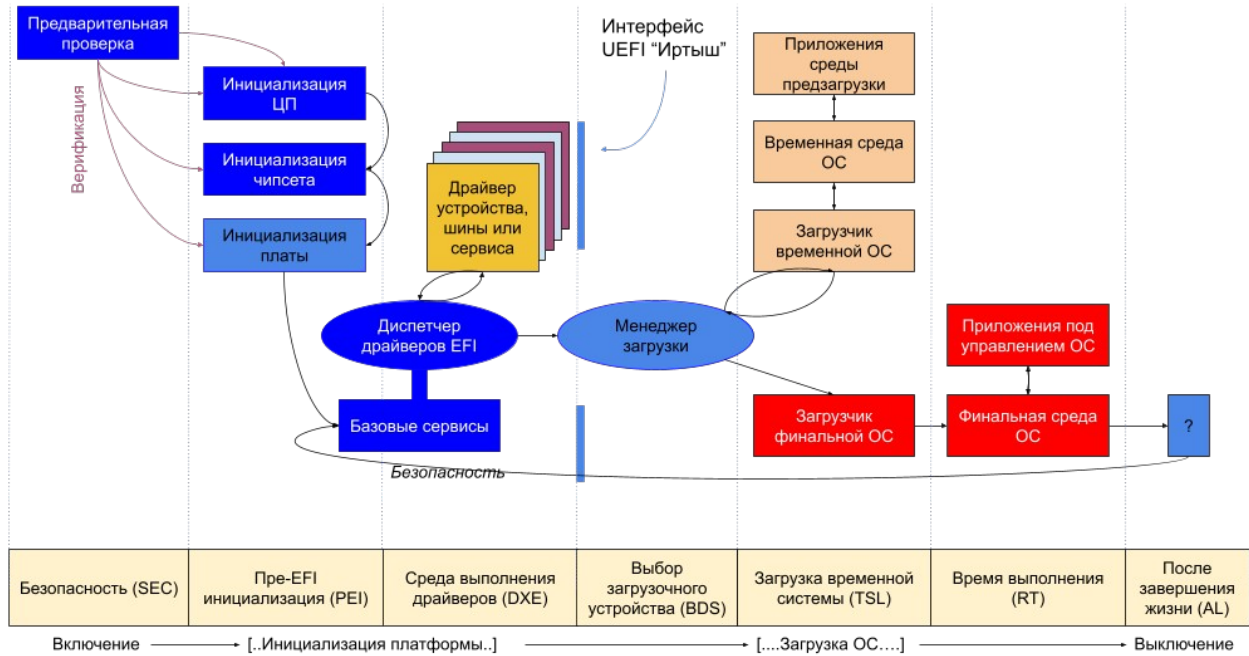 Предварительная
проверка
Верификация
Инициализация
ЦП
Инициализация
чипсета
Инициализация
платы
Драйвер
устройства,
шины или
сервиса
Интерфейс
UEFI “Иртыш”
Приложения
среды
предзагрузки
Временная среда
ОС
Загрузчик
временной ОС
Диспетчер
драйверов EFI
Менеджер
загрузки
Приложения под
управлением ОС
Базовые сервисы
Загрузчик
финальной ОС
Финальная среда
ОС
?
Безопасность
Безопасность (SEC)
Пре-EFI
инициализация (PEI)
Среда выполнения
драйверов (DXE)
Выбор
загрузочного
устройства (BDS)
Загрузка временной
системы (TSL)
Время выполнения
(RT)
После
завершения
жизни (AL)
Включение
[..Инициализация платформы..]
[....Загрузка ОС....]
Выключение